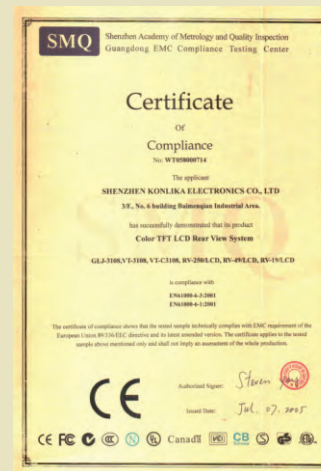 SMQ
Shenzhen Academy of Metrology and Quality Inspection
Guangdong EMC Compliance Testing Center
Certificate
Of
Compliance
No: WT058000714
The applicant
SHENZHEN KONLIKA ELECTRONICS CO., LTD
3/F., No. 6 building Baimenqian Industrial Area.
has successfully demonstrated that its product
Color TFT LCD Rear View System
GLJ-3108,VT-3108, VT-C3108, RV-250/LCD, RV-49/LCD, RV-19/LCD
is compliance with
EN61000-6-3:2001
EN61000-6-1:2001
The certificate of compliance shows that the tested sample technically complies with EMC requirement of the
European Union 89/336/EEC directive and its latest amended version. The certificate applies to the tested
sample above mentioned only and shall not imply an assessment of the whole production.
CE
Authorized Signer: Steven
Issued Date: Jul. 07. 2005
CE FC N UL Canada CB S